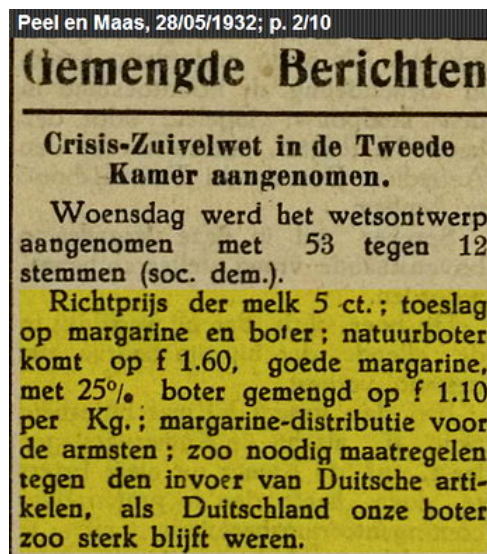 Peel en Maas, 28/05/1932; p. 2/10
Gemengde Berichten
Crisis-Zuivelwet in de Tweede
Kamer aangenomen.
Woensdag werd het wetsontwerp
aangenomen met 53 tegen 12
stemmen (soc. dem.).
Richtprijs der melk 5 ct.; toeslag
op margarine en boter; natuurboter
komt op f 1.60, goede margarine,
met 25% boter gemengd op f 1.10
per Kg.; margarine-distributie voor
de armsten; zoo noodig maatregelen
tegen den invoer van Duitsche arti-
kelen, als Duitschland onze boter
zoo sterk blijft weren.